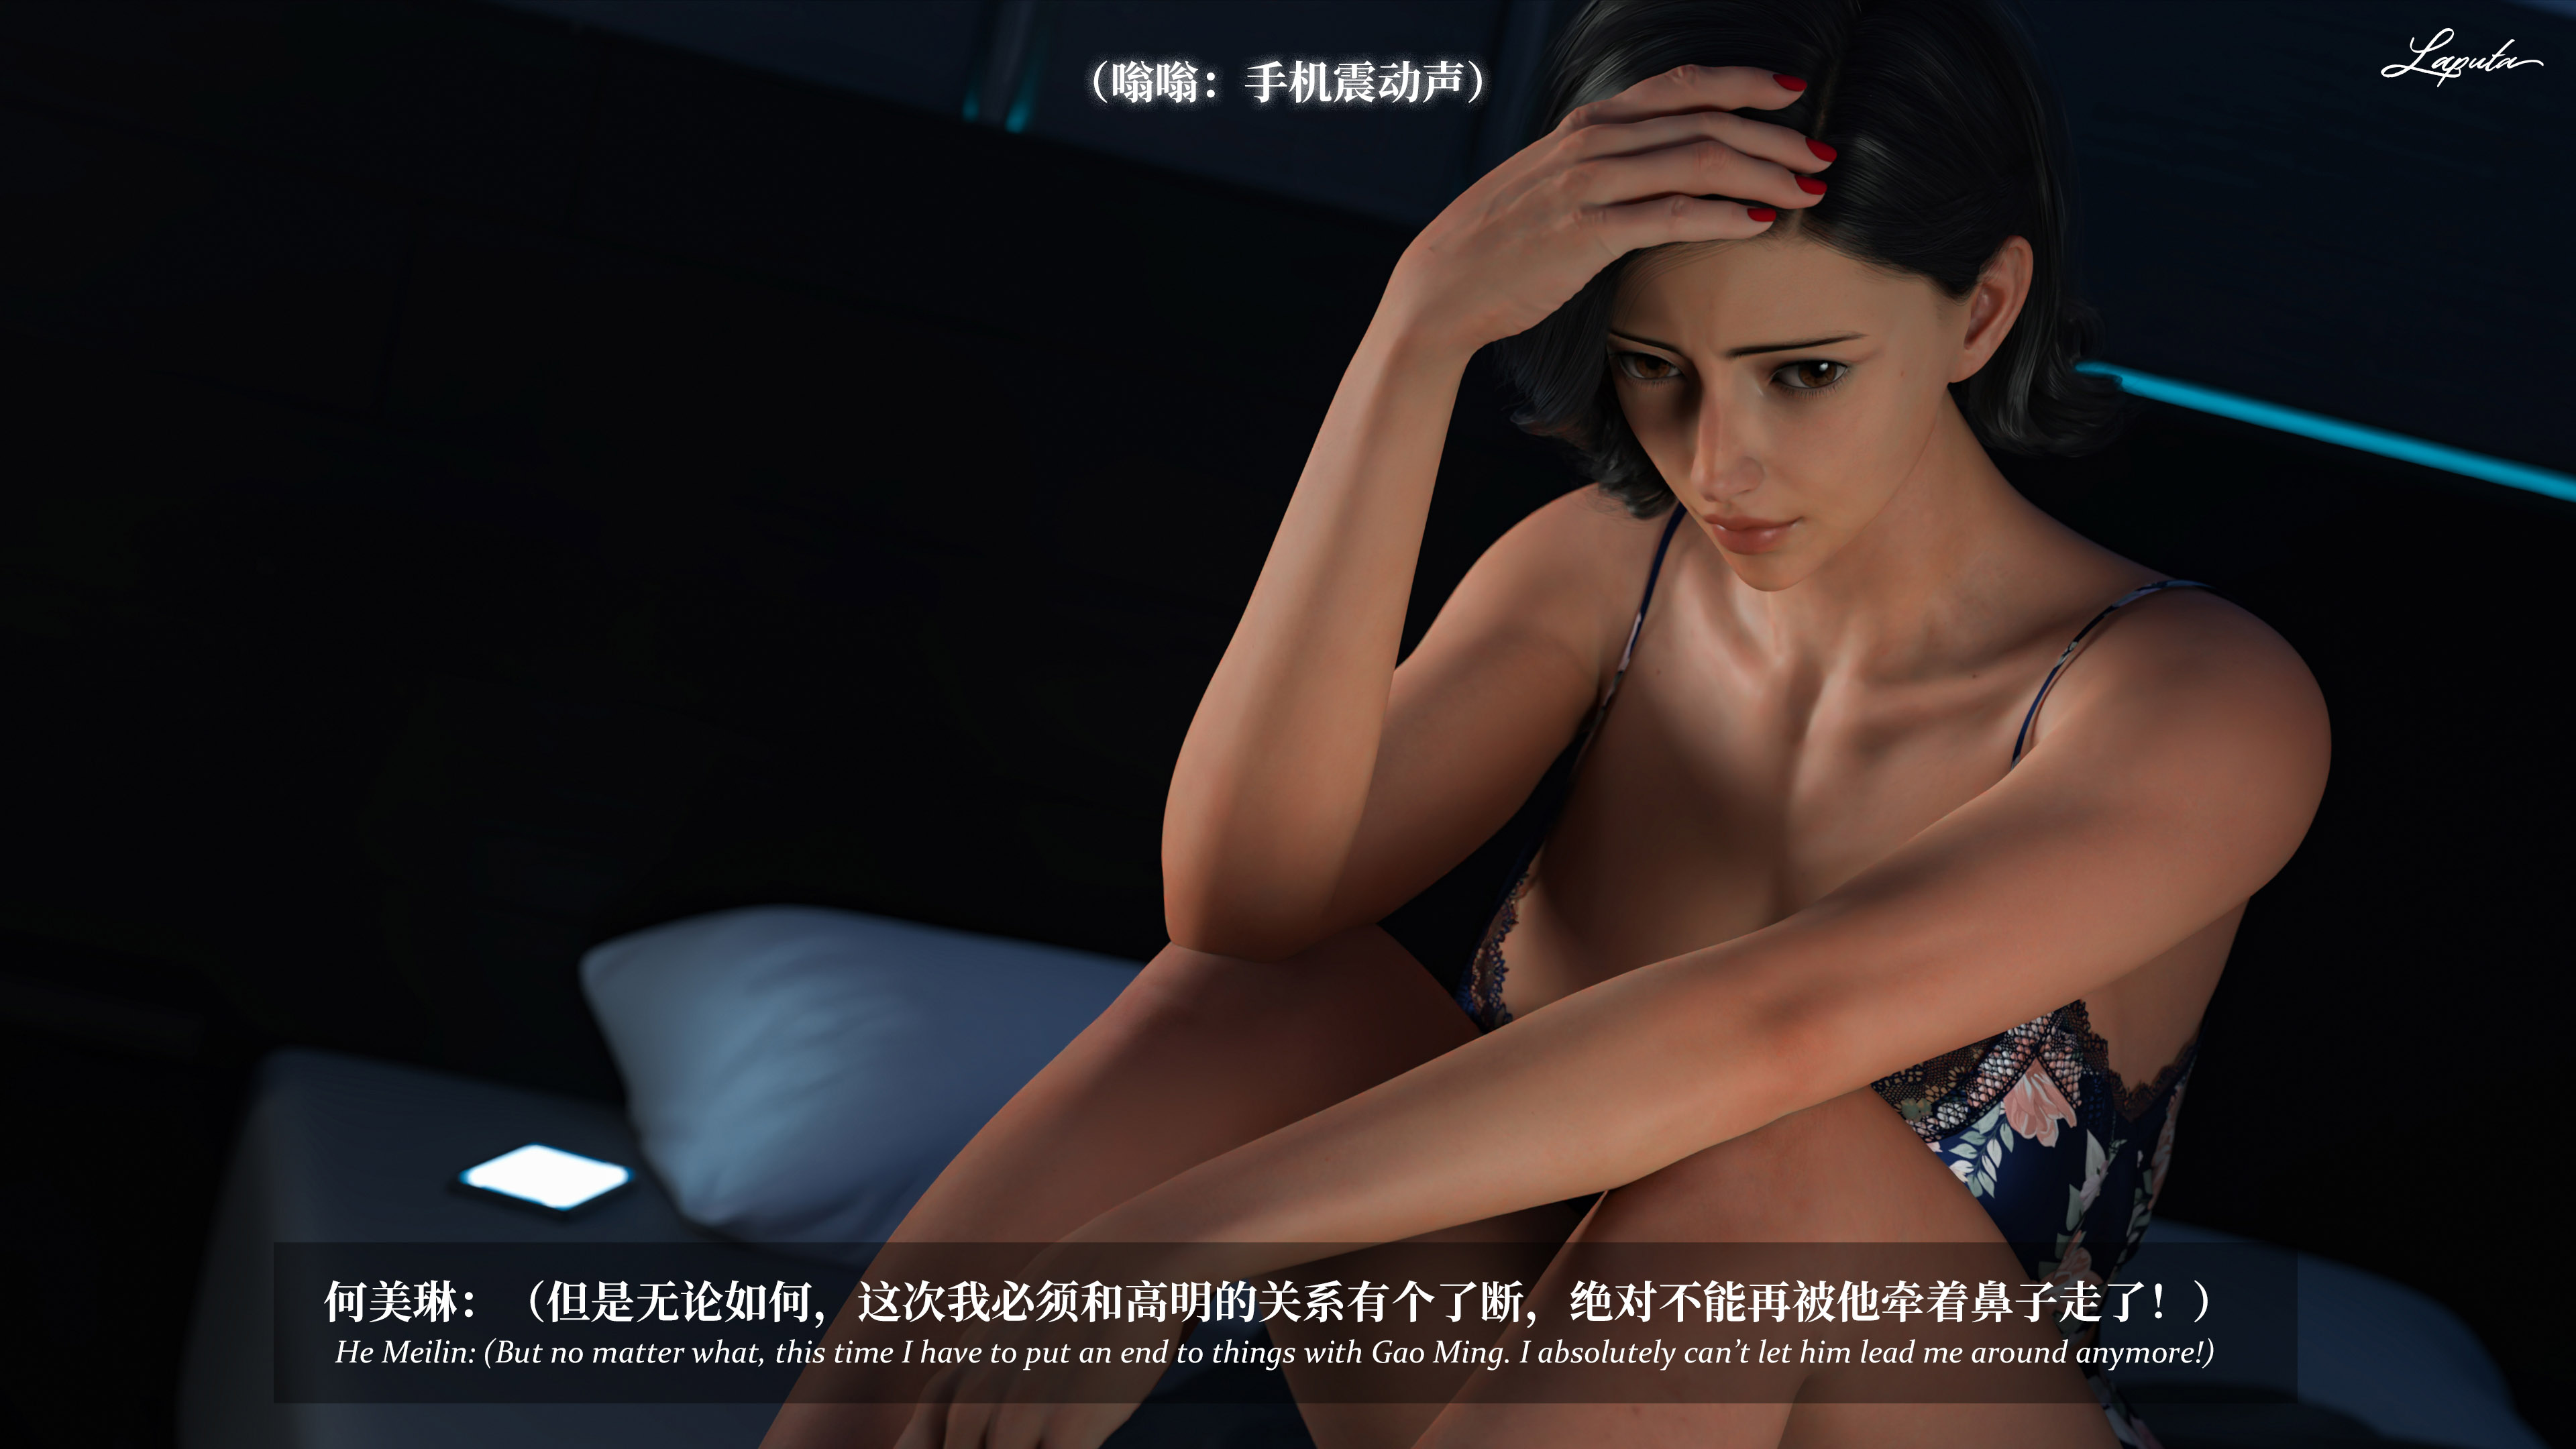 Laputa
(嗡嗡：手机震动声)
何美琳：（但是无论如何，这次我必须和高明的关系有个了断，绝对不能再被他牵着鼻子走了！）
He Meilin: (But no matter what, this time I have to put an end to things with Gao Ming. I absolutely can't let him lead me around anymore!)